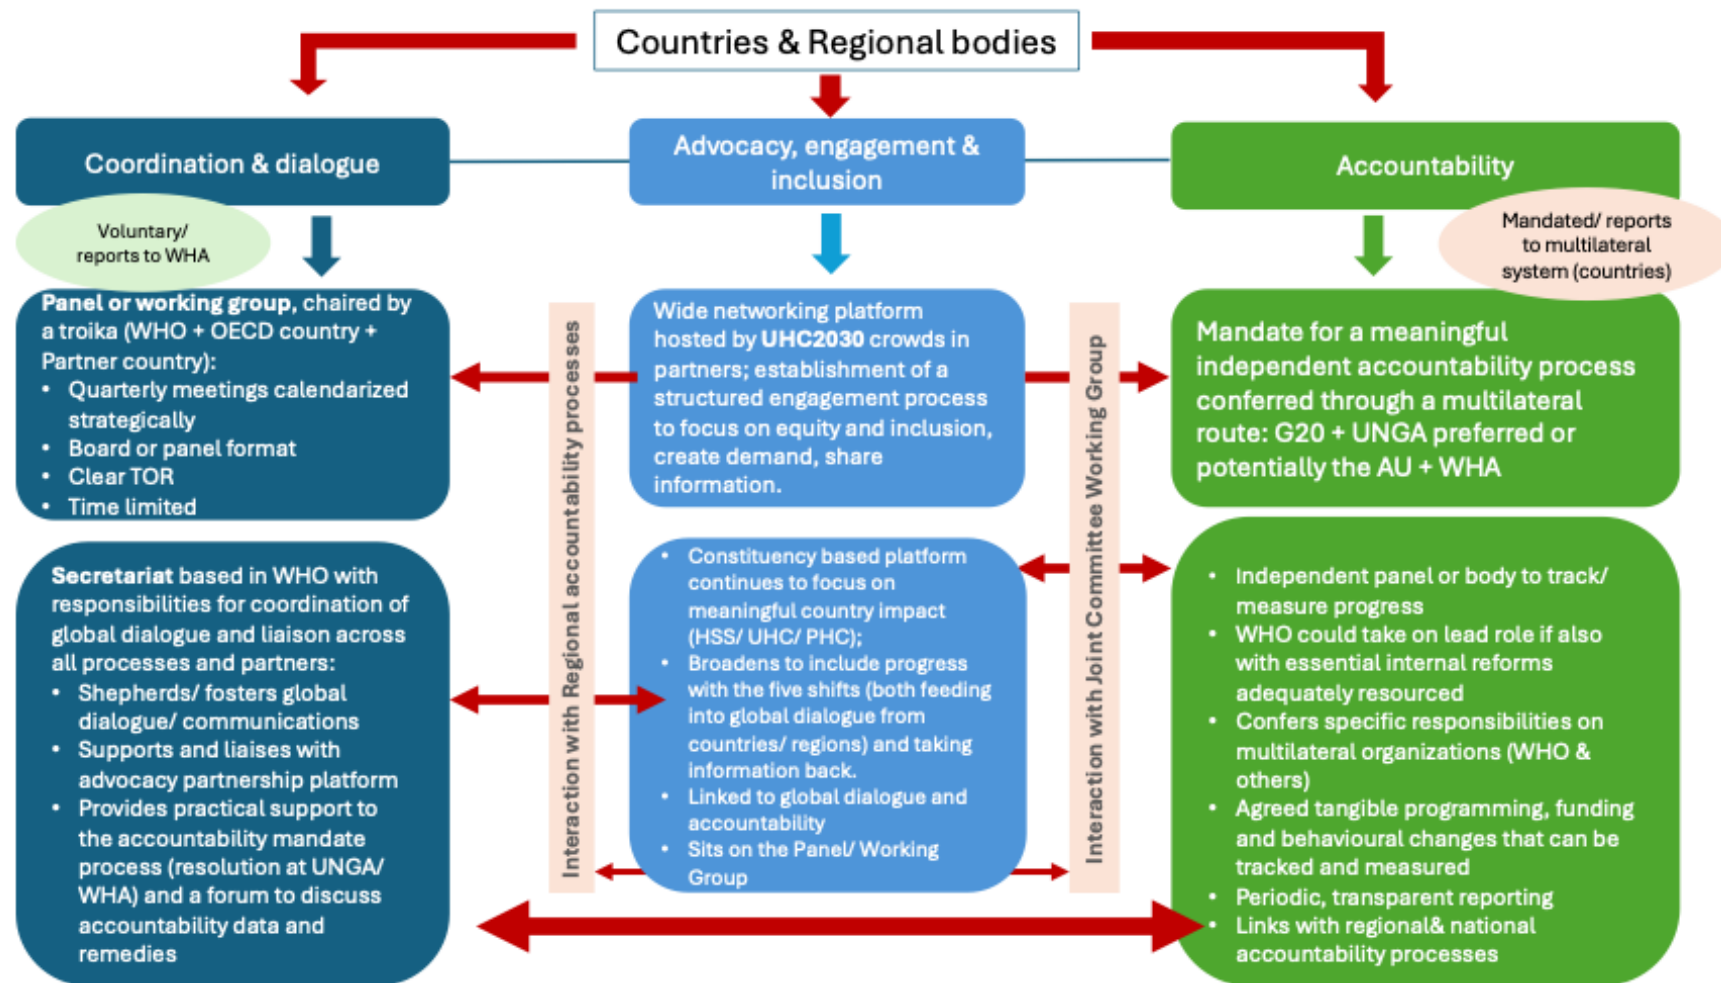 Countries & Regional bodies
Coordination & dialogue
Advocacy, engagement &
inclusion
Accountability
Voluntary/
reports to WHA
Mandated/ reports
to multilateral
system (countries)
Panel or working group, chaired by
a troika (WHO + OECD country +
Partner country):
• Quarterly meetings calendarized
strategically
• Board or panel format
• Clear TOR
• Time limited
Interaction with Regional accountability processes
Wide networking platform
hosted by UHC2030 crowds in
partners; establishment of a
structured engagement process
to focus on equity and inclusion,
create demand, share
information.
Interaction with Joint Committee Working Group
Mandate for a meaningful
independent accountability process
conferred through a multilateral
route: G20 + UNGA preferred or
potentially the AU + WHA
Secretariat based in WHO with
responsibilities for coordination of
global dialogue and liaison across
all processes and partners:
• Shepherds/ fosters global
dialogue/ communications
• Supports and liaises with
advocacy partnership platform
• Provides practical support to
the accountability mandate
process (resolution at UNGA/
WHA) and a forum to discuss
accountability data and
remedies
• Constituency based platform
continues to focus on
meaningful country impact
(HSS/ UHC/ PHC);
• Broadens to include progress
with the five shifts (both feeding
into global dialogue from
countries/ regions) and taking
information back.
• Linked to global dialogue and
accountability
• Sits on the Panel/ Working
Group
• Independent panel or body to track/
measure progress
• WHO could take on lead role if also
with essential internal reforms
adequately resourced
• Confers specific responsibilities on
multilateral organizations (WHO &
others)
• Agreed tangible programming, funding
and behavioural changes that can be
tracked and measured
• Periodic, transparent reporting
• Links with regional& national
accountability processes